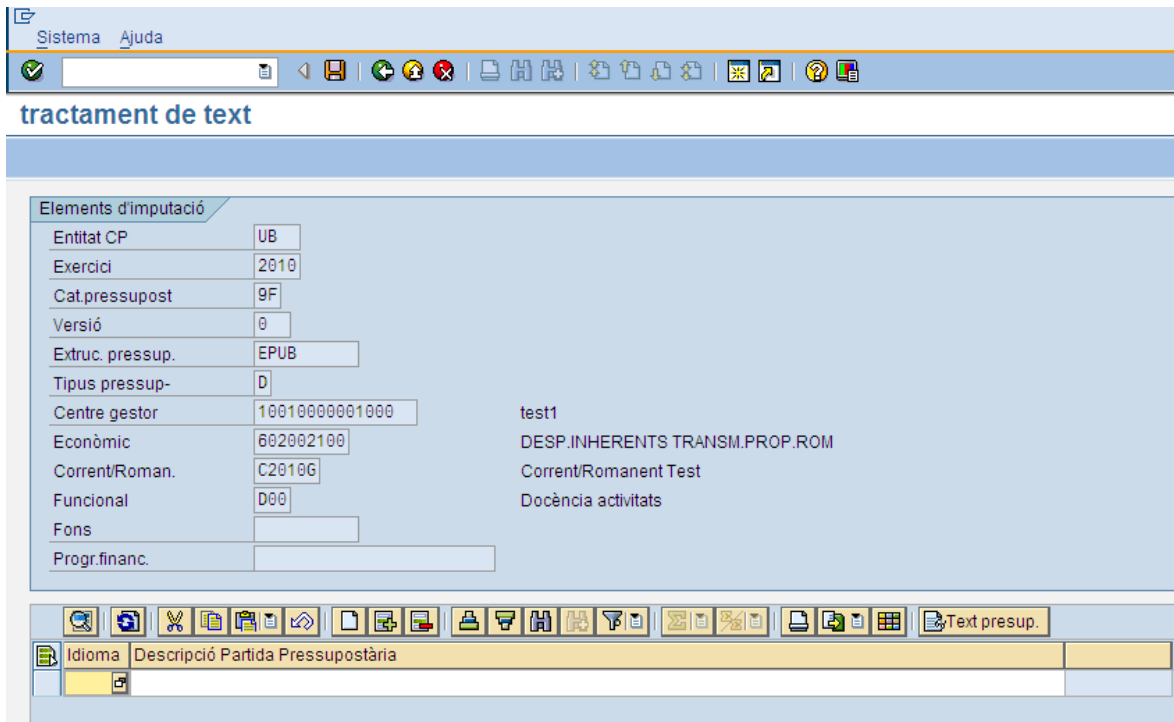 Sistema Ajuda
tractament de text
Elements d'imputació
Entitat CP UB
Exercici 2010
Cat.pressupost 9F
Versió 0
Extruc. pressup. EPUB
Tipus pressup- D
Centre gestor 10010000001000 test1
Econòmic 602002100 DESP.INHERENTS TRANSM.PROP.ROM
Corrent/Roman. C2010G Corrent/Romanent Test
Funcional D00 Docència activitats
Fons
Progr.financ.
Text presup.
Idioma Descripció Partida Pressupostària